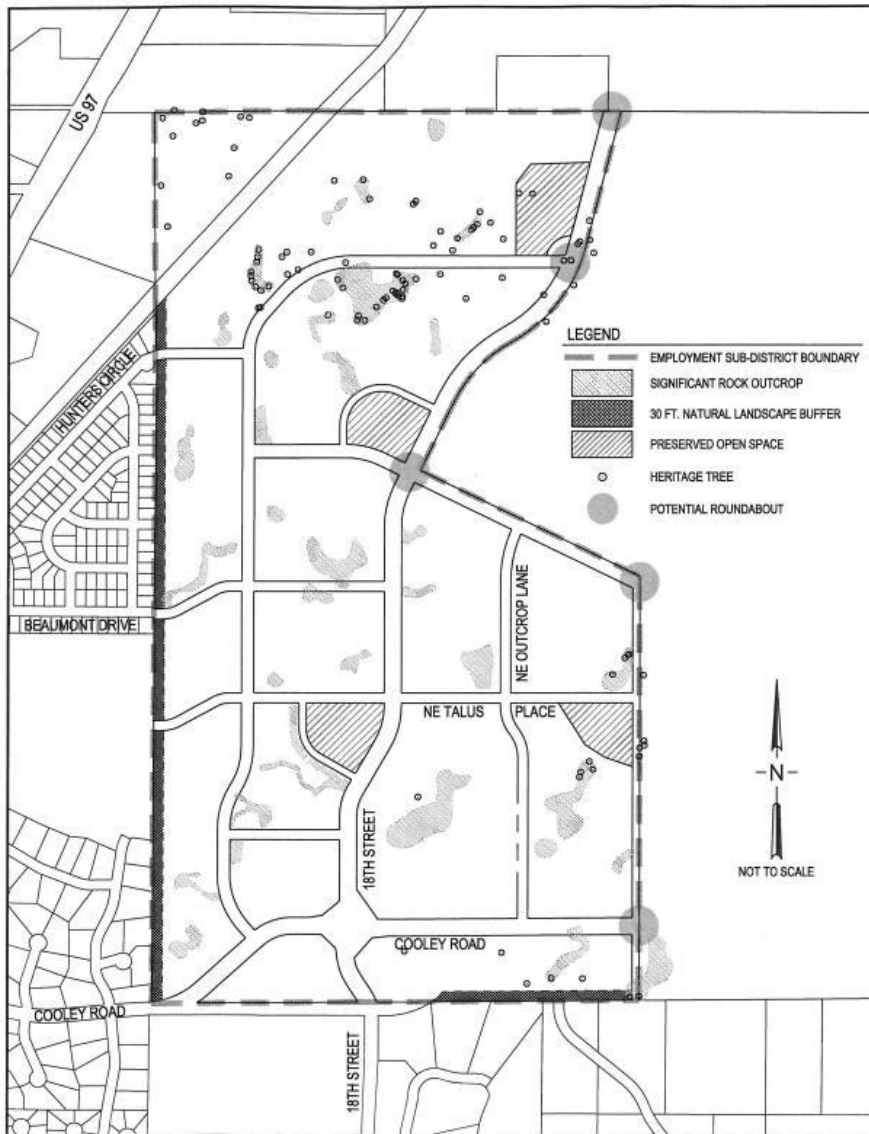 US 97
HUNTERS CIRCLE
LEGEND
EMPLOYMENT SUB-DISTRICT BOUNDARY
SIGNIFICANT ROCK OUTCROP
30 FT. NATURAL LANDSCAPE BUFFER
PRESERVED OPEN SPACE
HERITAGE TREE
POTENTIAL ROUNDABOUT
BEAUMONT DRIVE
NE OUTCROP LANE
NE TALUS PLACE
N
NOT TO SCALE
18TH STREET
COOLEY ROAD
COOLEY ROAD
18TH STREET